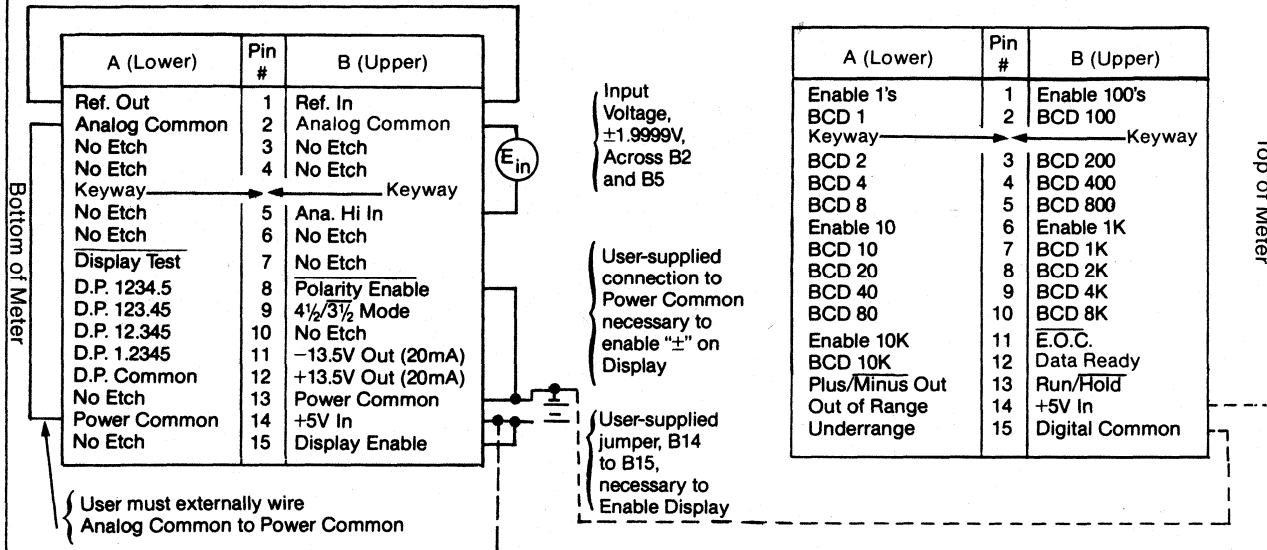 Bottom of Meter
A (Lower) Pin # B (Upper)
Ref. Out 1 Ref. In
Analog Common 2 Analog Common
No Etch 3 No Etch
No Etch 4 No Etch
Keyway Keyway
No Etch 5 Ana. Hi In
No Etch 6 No Etch
Display Test 7 No Etch
D.P. 1234.5 8 Polarity Enable
D.P. 123.45 9 4½/3½ Mode
D.P. 12.345 10 No Etch
D.P. 1.2345 11 −13.5V Out (20mA)
D.P. Common 12 +13.5V Out (20mA)
No Etch 13 Power Common
Power Common 14 +5V In
No Etch 15 Display Enable
User must externally wire
Analog Common to Power Common
E in
Input
Voltage,
±1.9999V,
Across B2
and B5
User-supplied
connection to
Power Common
necessary to
enable "±" on
Display
User-supplied
jumper, B14
to B15,
necessary to
Enable Display
A (Lower) Pin # B (Upper)
Enable 1's 1 Enable 100's
BCD 1 2 BCD 100
Keyway Keyway
BCD 2 3 BCD 200
BCD 4 4 BCD 400
BCD 8 5 BCD 800
Enable 10 6 Enable 1K
BCD 10 7 BCD 1K
BCD 20 8 BCD 2K
BCD 40 9 BCD 4K
BCD 80 10 BCD 8K
Enable 10K 11 E.O.C.
BCD 10K 12 Data Ready
Plus/Minus Out 13 Run/Hold
Out of Range 14 +5V In
Underrange 15 Digital Common
Top of Meter